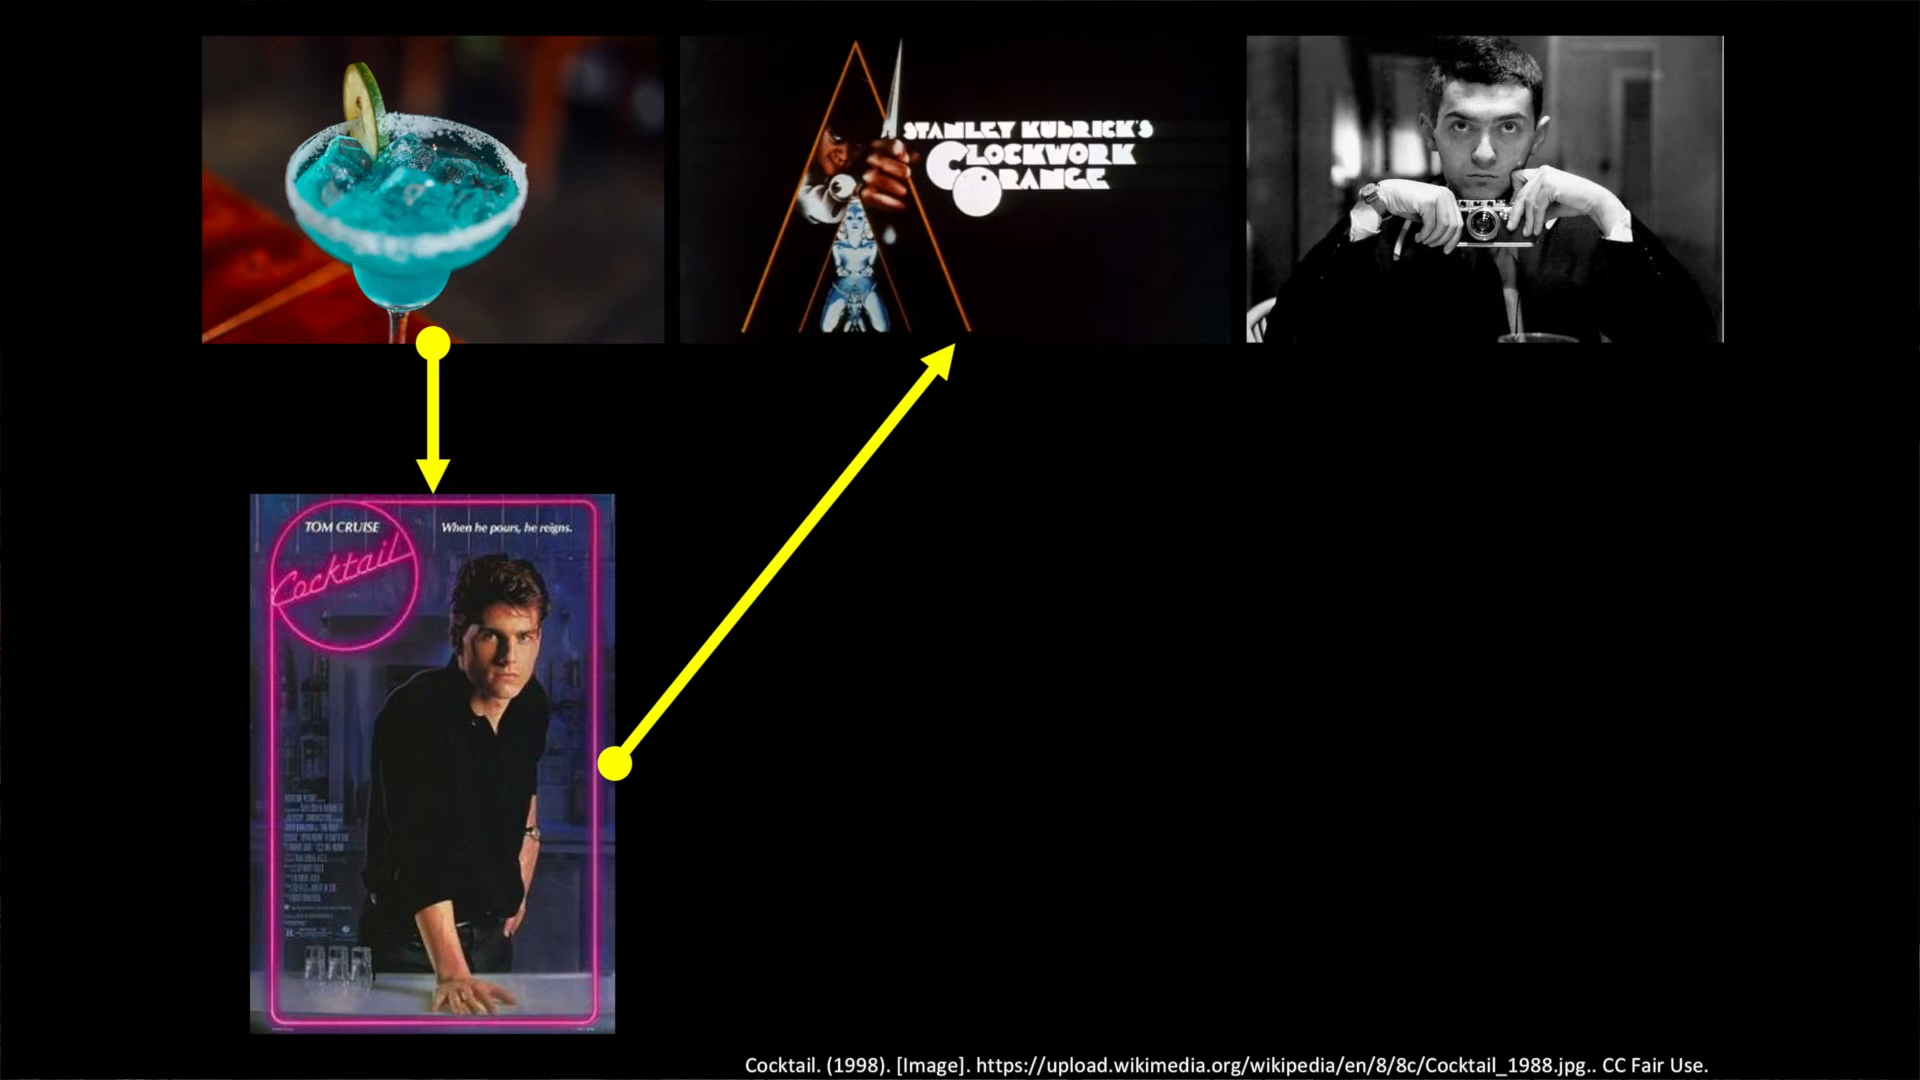 STANLEY KUBRICK'S
CLOCKWORK
ORANGE
TOM CRUISE
When he pours, he reigns.
Cocktail
Cocktail. (1998). [Image]. https://upload.wikimedia.org/wikipedia/en/8/8c/Cocktail_1988.jpg.. CC Fair Use.